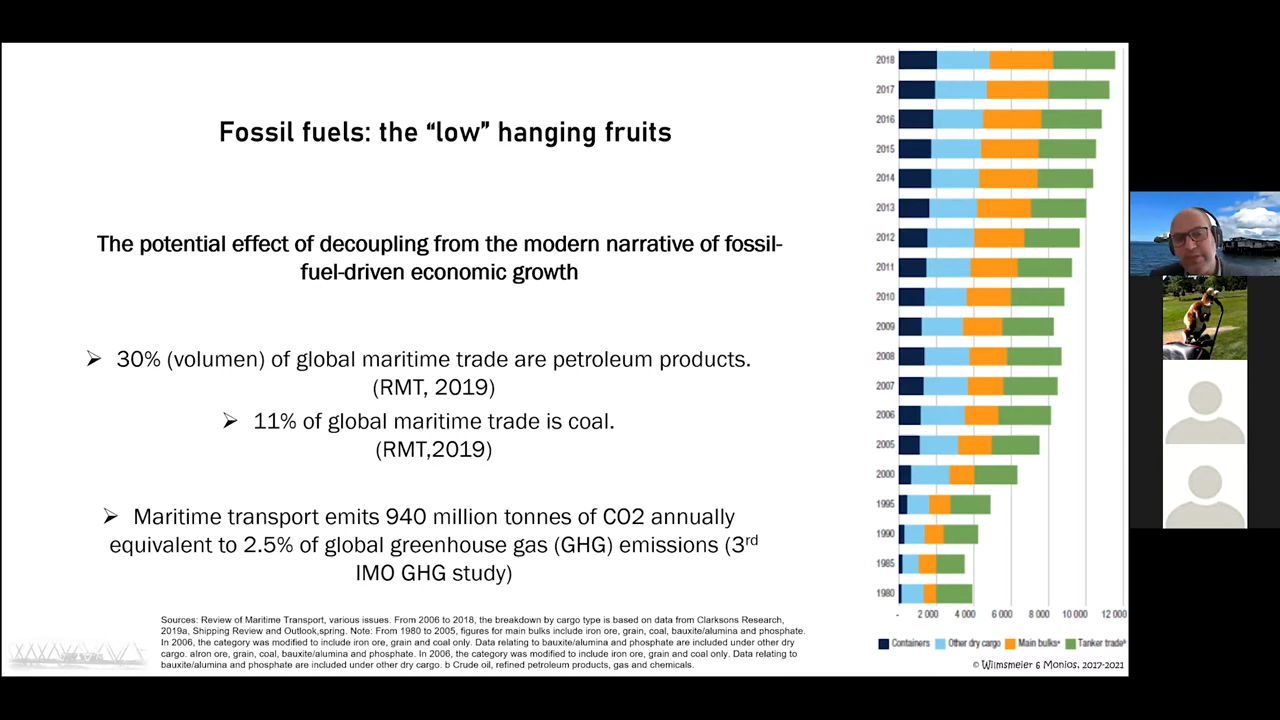 Fossil fuels: the “low” hanging fruits
The potential effect of decoupling from the modern narrative of fossil-
fuel-driven economic growth
➢ 30% (volumen) of global maritime trade are petroleum products.
(RMT, 2019)
➢ 11% of global maritime trade is coal.
(RMT,2019)
➢ Maritime transport emits 940 million tonnes of CO2 annually
equivalent to 2.5% of global greenhouse gas (GHG) emissions (3rd
IMO GHG study)
Sources: Review of Maritime Transport, various issues. From 2006 to 2018, the breakdown by cargo type is based on data from Clarksons Research,
2019a, Shipping Review and Outlook,spring. Note: From 1980 to 2005, figures for main bulks include iron ore, grain, coal, bauxite/alumina and phosphate.
In 2006, the category was modified to include iron ore, grain and coal only. Data relating to bauxite/alumina and phosphate are included under other dry
cargo. aIron ore, grain, coal, bauxite/alumina and phosphate. In 2006, the category was modified to include iron ore, grain and coal only. Data relating to
bauxite/alumina and phosphate are included under other dry cargo. b Crude oil, refined petroleum products, gas and chemicals.
2018
2017
2016
2015
2014
2013
2012
2011
2010
2009
2008
2007
2006
2005
2000
1995
1990
1985
1980
- 2 000 4 000 6 000 8 000 10 000 12 000
Containers Other dry cargo Main bulksᵃ Tanker tradeᵇ
© Wilmsmeier & Monios, 2017-2021